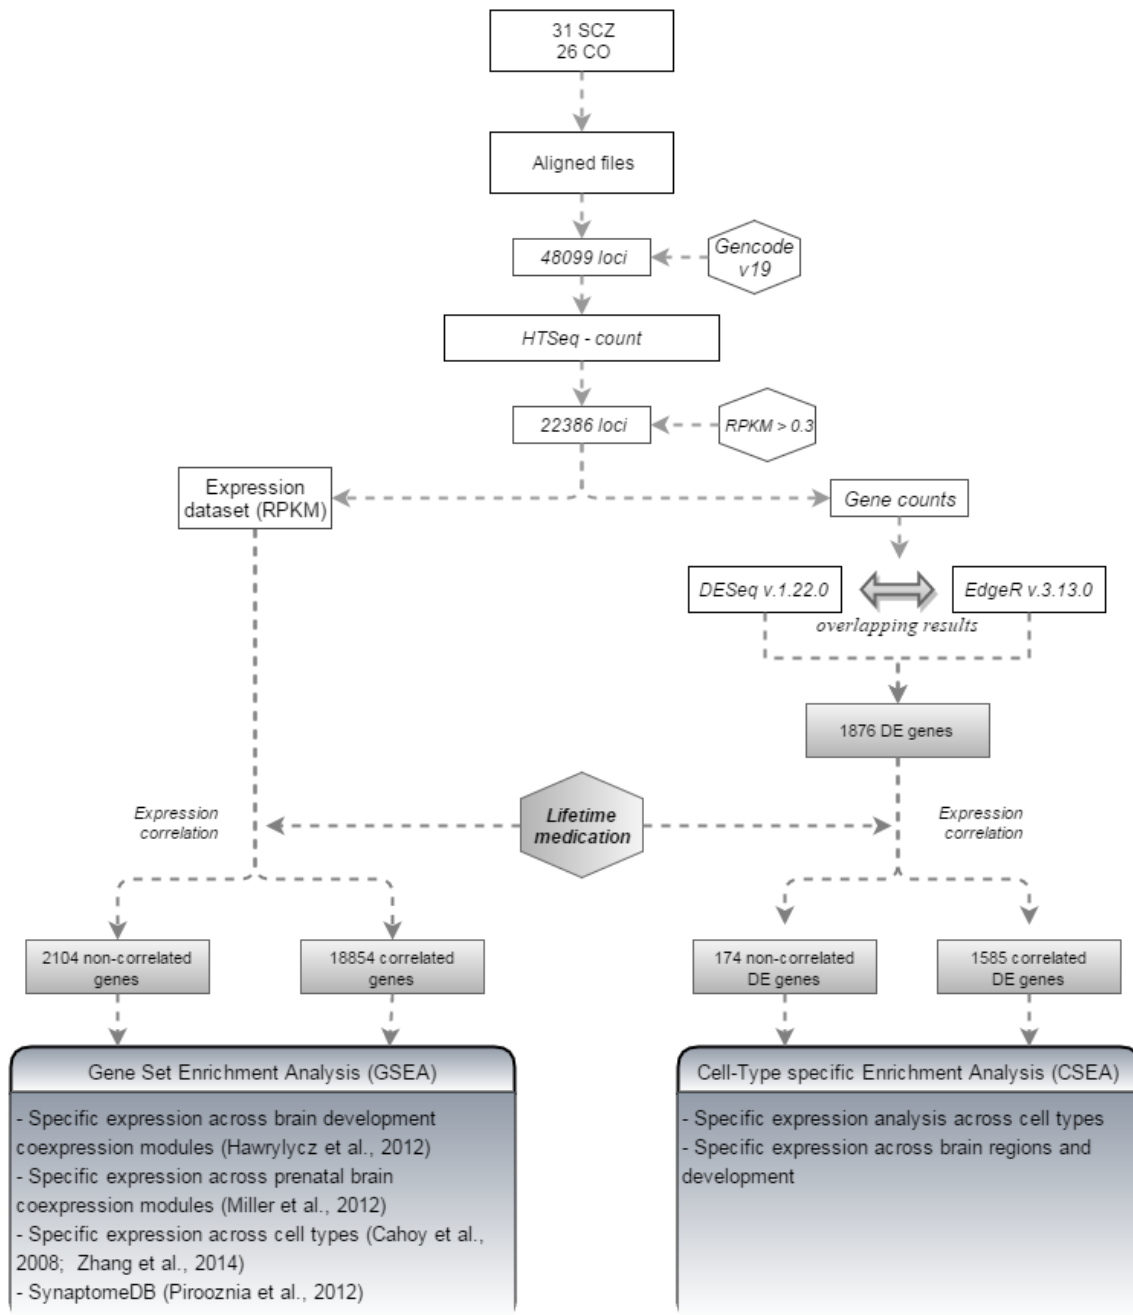 31 SCZ
26 CO
Aligned files
48099 loci
Gencode
v19
HTSeq - count
22386 loci
RPKM > 0.3
Expression
dataset (RPKM)
Gene counts
DESeq v.1.22.0
EdgeR v.3.13.0
overlapping results
1876 DE genes
Expression
correlation
Lifetime
medication
Expression
correlation
2104 non-correlated
genes
18854 correlated
genes
174 non-correlated
DE genes
1585 correlated
DE genes
Gene Set Enrichment Analysis (GSEA)
- Specific expression across brain development
coexpression modules (Hawrylycz et al., 2012)
- Specific expression across prenatal brain
coexpression modules (Miller et al., 2012)
- Specific expression across cell types (Cahoy et al.,
2008;  Zhang et al., 2014)
- SynaptomeDB (Pirooznia et al., 2012)
Cell-Type specific Enrichment Analysis (CSEA)
- Specific expression analysis across cell types
- Specific expression across brain regions and
development